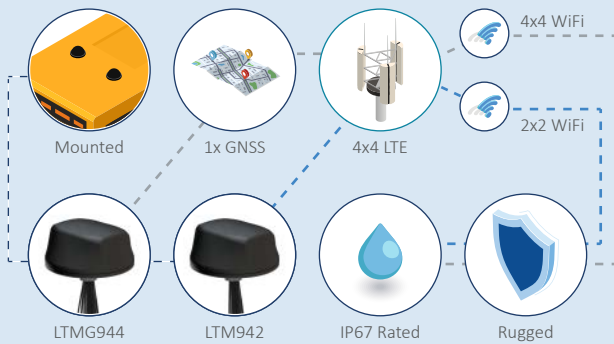 4x4 WiFi
2x2 WiFi
Mounted
1x GNSS
4x4 LTE
LTMG944
LTM942
IP67 Rated
Rugged